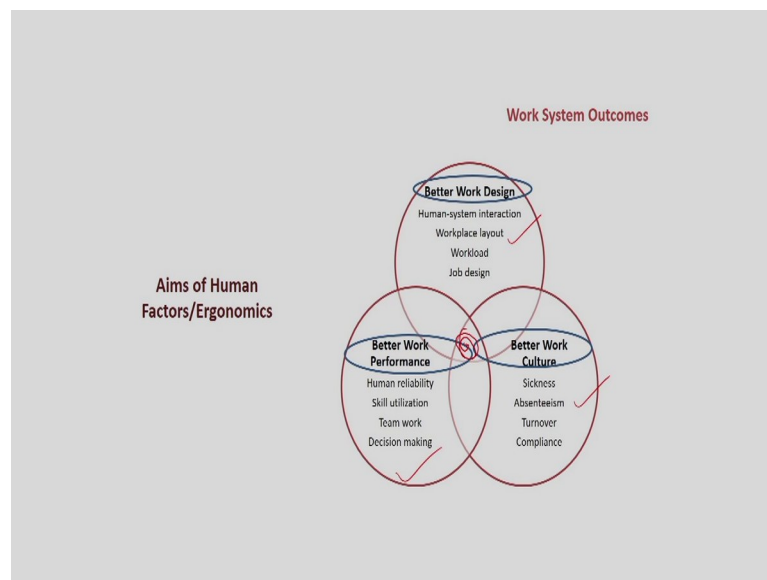 Work System Outcomes
Better Work Design
Human-system interaction
Workplace layout
Workload
Job design
Aims of Human
Factors/Ergonomics
Better Work
Performance
Human reliability
Skill utilization
Team work
Decision making
Better Work
Culture
Sickness
Absenteeism
Turnover
Compliance